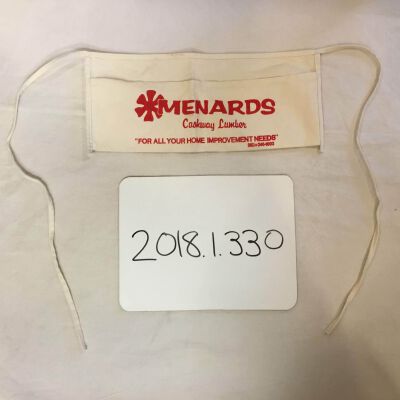 MENARDS
Cashway Lumber
"FOR ALL YOUR HOME IMPROVEMENT NEEDS"
2018.1.330